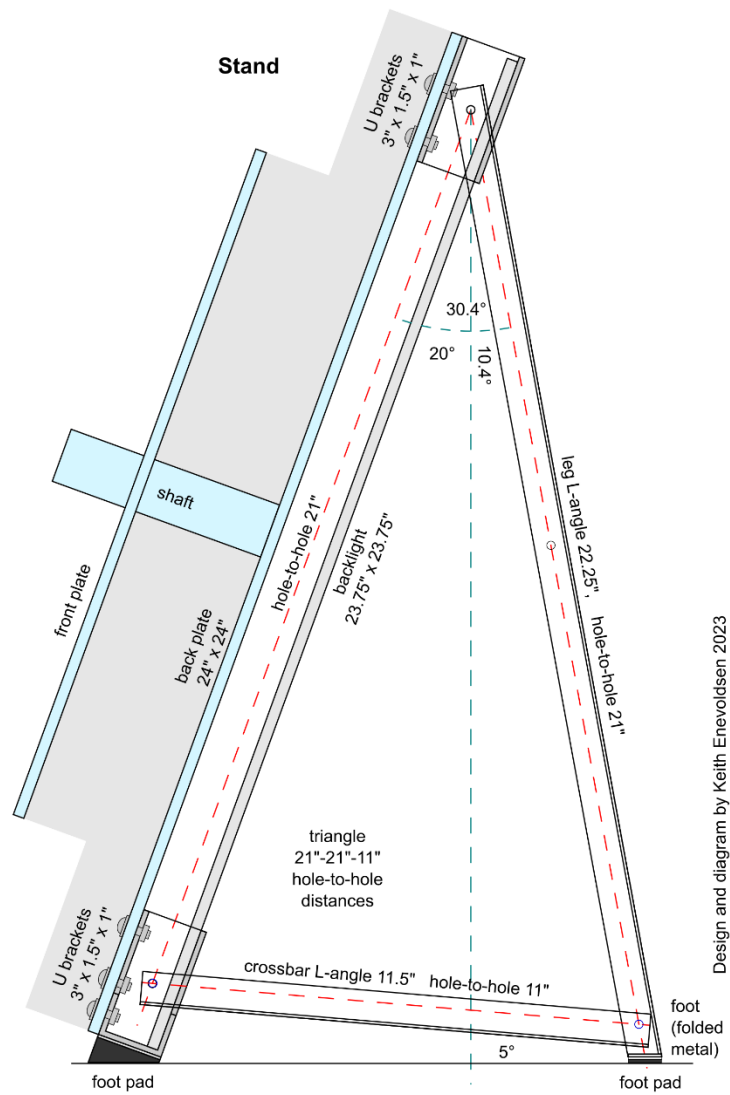 Stand
U brackets
3" x 1.5" x 1"
30.4°
20°
10.4°
shaft
hole-to-hole 21"
backlight
23.75" x 23.75"
leg L-angle 22.25", hole-to-hole 21"
front plate
back plate
24" x 24"
triangle
21"-21"-11"
hole-to-hole
distances
U brackets
3" x 1.5" x 1"
crossbar L-angle 11.5" hole-to-hole 11"
foot
(folded
metal)
5°
foot pad
foot pad
Design and diagram by Keith Enevoldsen 2023